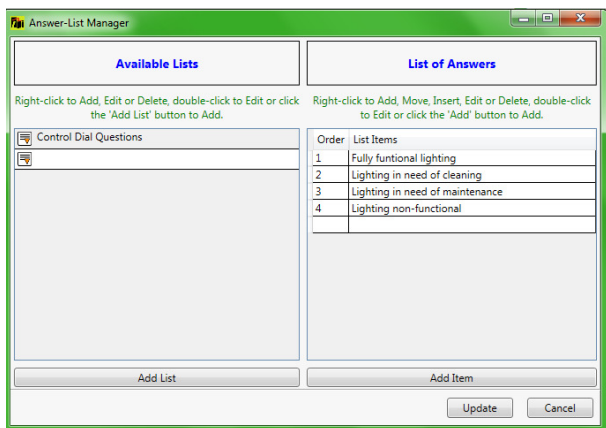 Answer-List Manager
Available Lists
Right-click to Add, Edit or Delete, double-click to Edit or click
the 'Add List' button to Add.
Control Dial Questions
Add List
List of Answers
Right-click to Add, Move, Insert, Edit or Delete, double-click
to Edit or click the 'Add' button to Add.
Order List Items
1 Fully funtional lighting
2 Lighting in need of cleaning
3 Lighting in need of maintenance
4 Lighting non-functional
Add Item
Update Cancel